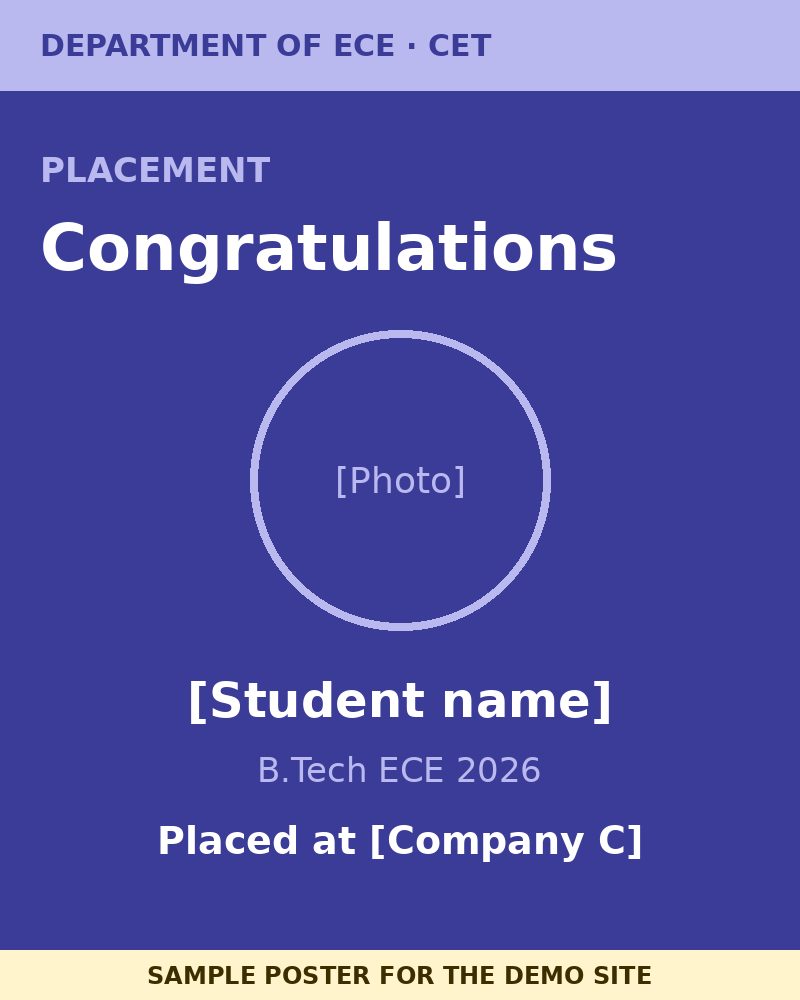 DEPARTMENT OF ECE · CET
PLACEMENT
Congratulations
[Photo]
[Student name]
B.Tech ECE 2026
Placed at [Company C]
SAMPLE POSTER FOR THE DEMO SITE